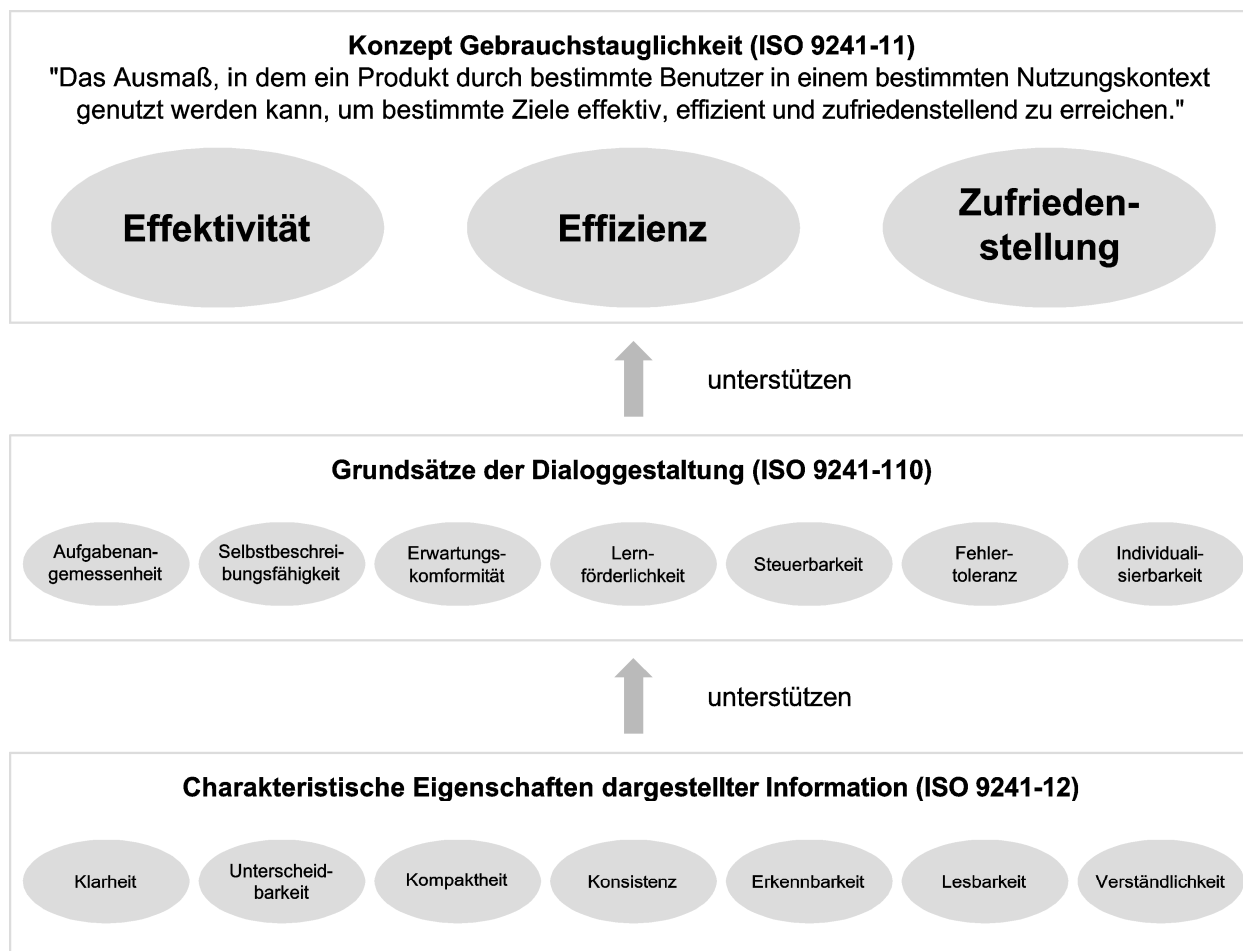 Konzept Gebrauchstauglichkeit (ISO 9241-11)
"Das Ausmaß, in dem ein Produkt durch bestimmte Benutzer in einem bestimmten Nutzungskontext
genutzt werden kann, um bestimmte Ziele effektiv, effizient und zufriedenstellend zu erreichen."
Effektivität
Effizienz
Zufrieden-
stellung
unterstützen
Grundsätze der Dialoggestaltung (ISO 9241-110)
Aufgabenan-
gemessenheit
Selbstbeschrei-
bungsfähigkeit
Erwartungs-
komformität
Lern-
förderlichkeit
Steuerbarkeit
Fehler-
toleranz
Individuali-
sierbarkeit
unterstützen
Charakteristische Eigenschaften dargestellter Information (ISO 9241-12)
Klarheit
Unterscheid-
barkeit
Kompaktheit
Konsistenz
Erkennbarkeit
Lesbarkeit
Verständlichkeit